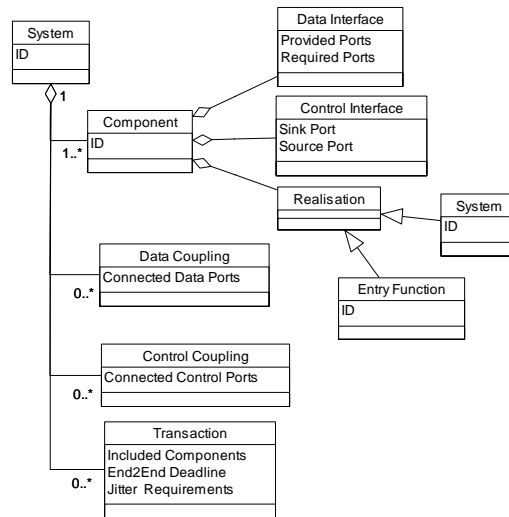 System
ID
1
Component
ID
1..*
Data Interface
Provided Ports
Required Ports
Control Interface
Sink Port
Source Port
Realisation
System
ID
Entry Function
ID
Data Coupling
Connected Data Ports
0..*
Control Coupling
Connected Control Ports
0..*
Transaction
Included Components
End2End Deadline
Jitter Requirements
0..*